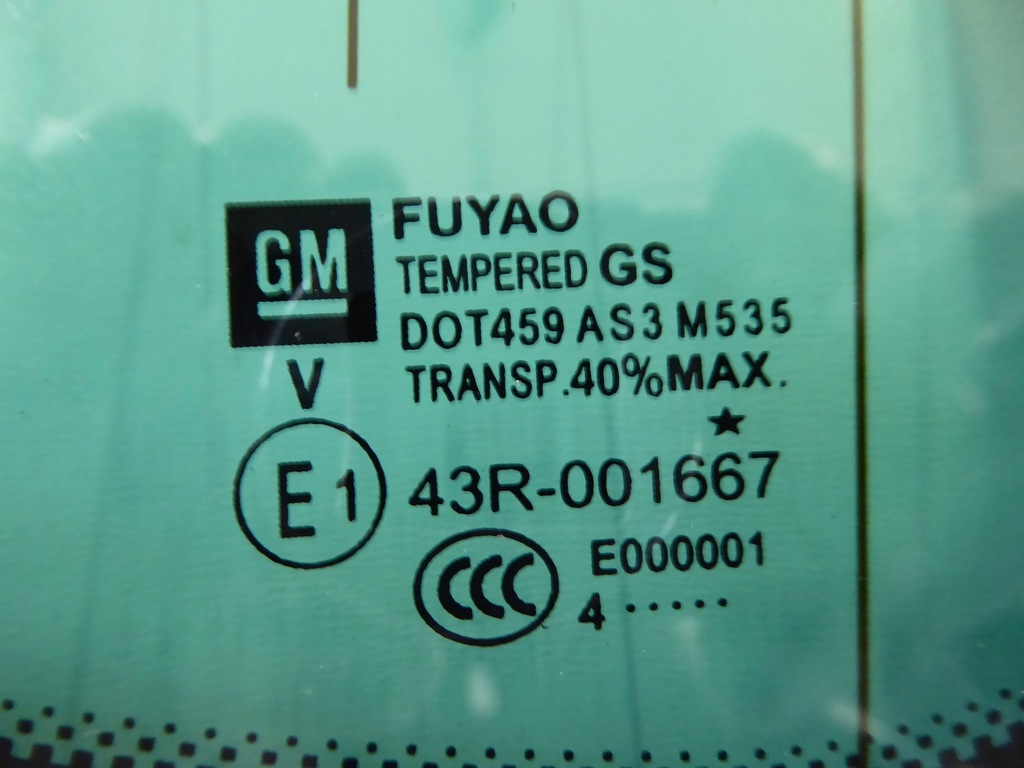 GM
FUYAO
TEMPERED GS
DOT459 AS3 M535
TRANSP.40%MAX.
V
E1
43R-001667
CCC
E000001
4 ·····